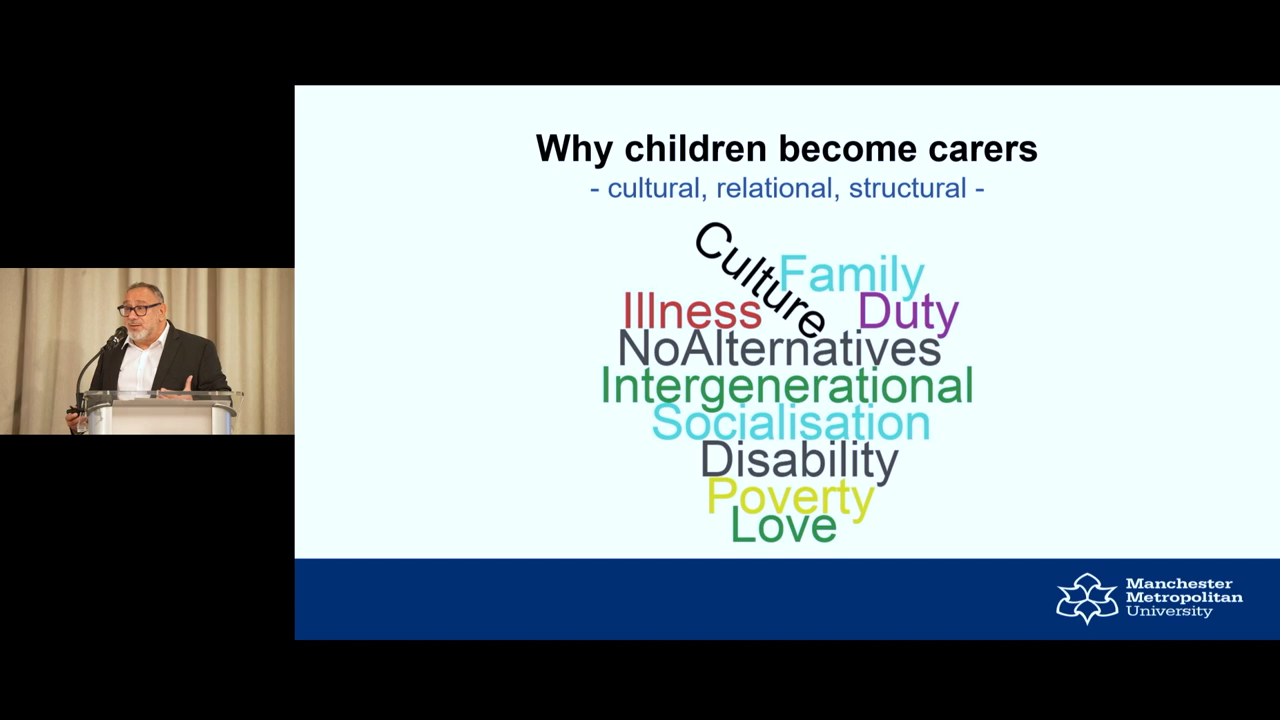 Why children become carers
- cultural, relational, structural -
Culture
Family
Illness
Duty
NoAlternatives
Intergenerational
Socialisation
Disability
Poverty
Love
Manchester
Metropolitan
University